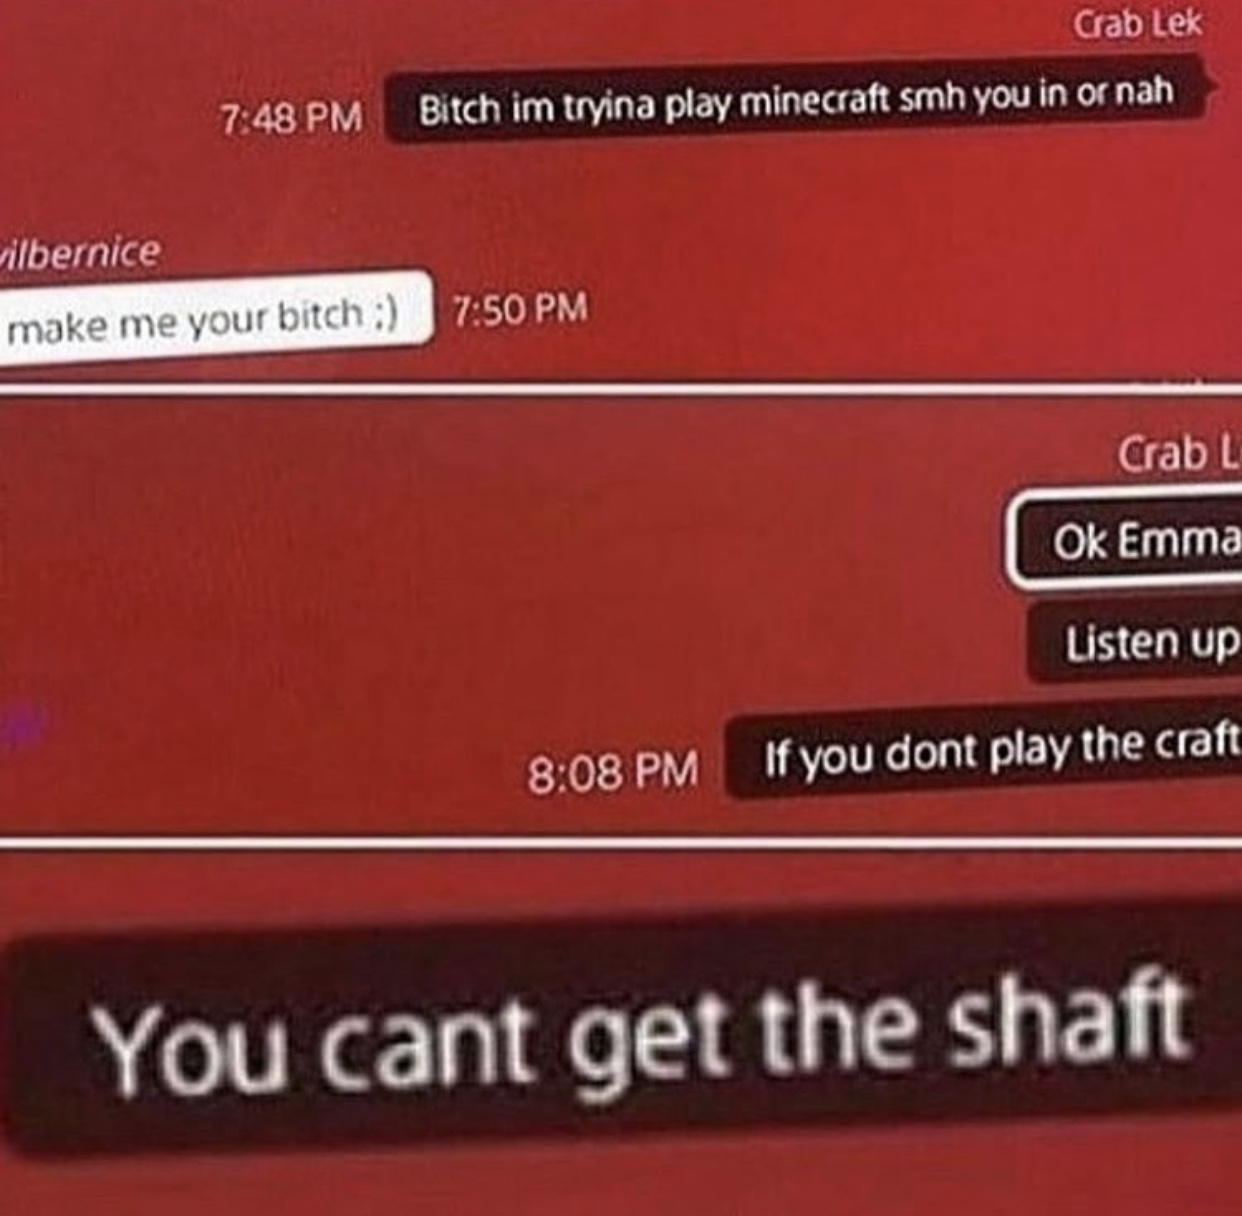 Crab Lek
7:48 PM
Bitch im tryina play minecraft smh you in or nah
ilbernice
make me your bitch ;)
7:50 PM
Crab L
Ok Emma
Listen up
8:08 PM
If you dont play the craft
You cant get the shaft